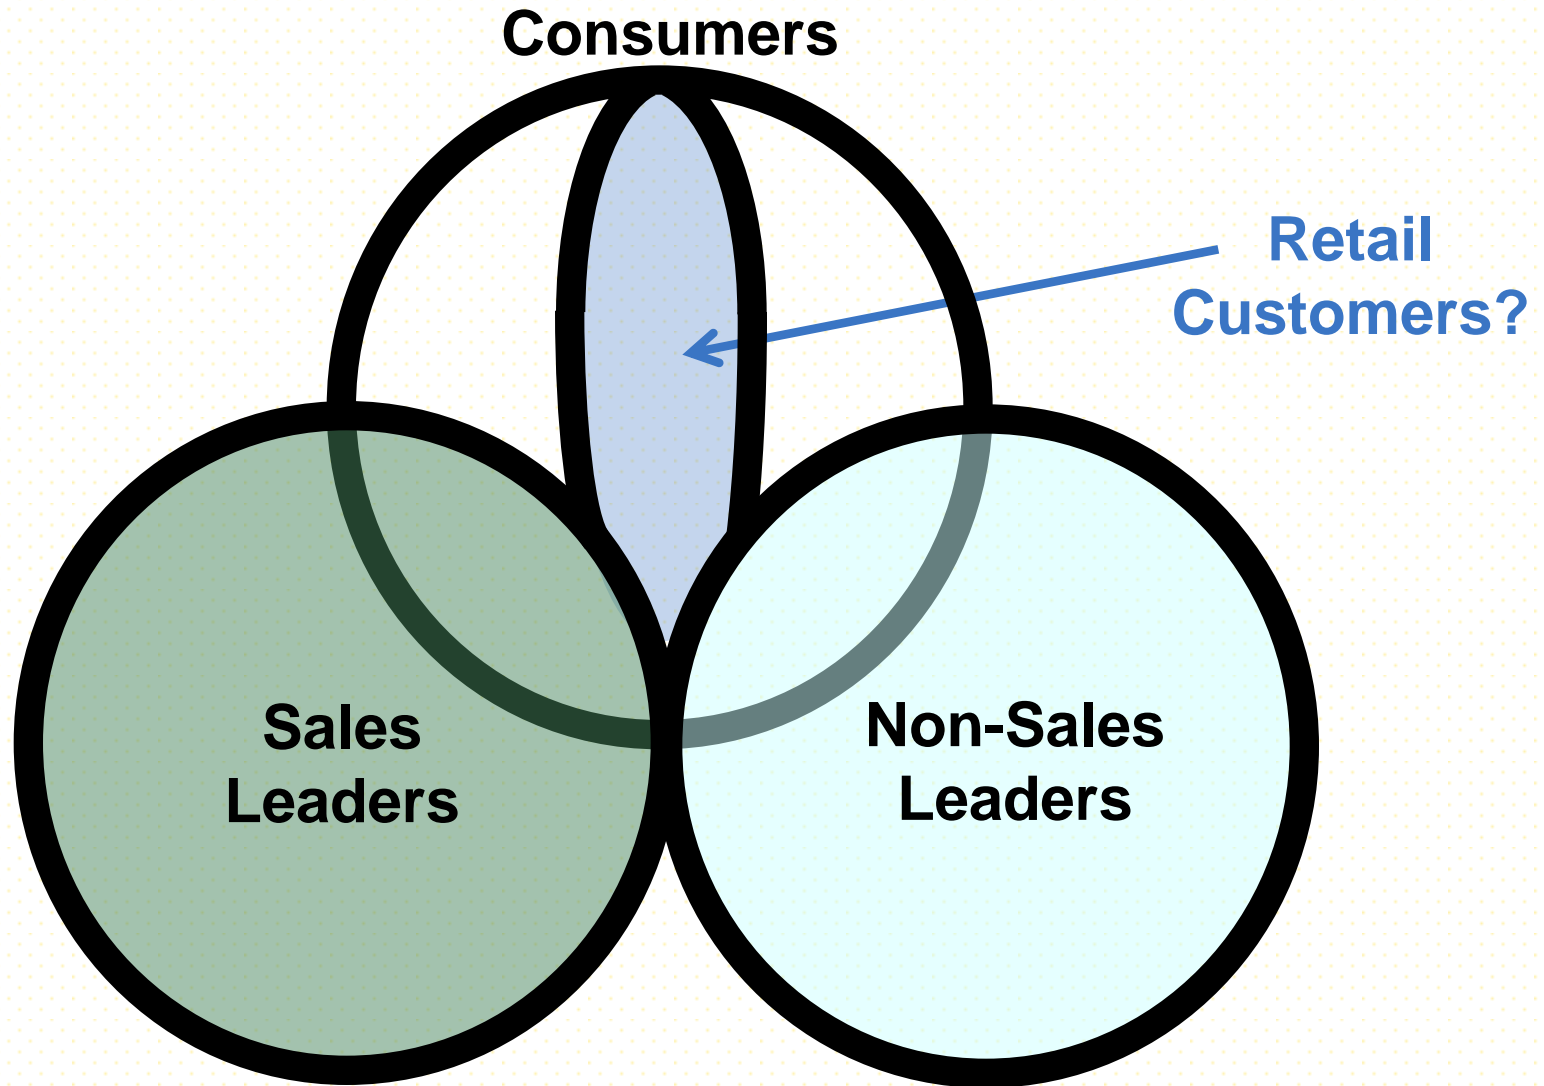 Consumers
Retail
Customers?
Sales
Leaders
Non-Sales
Leaders